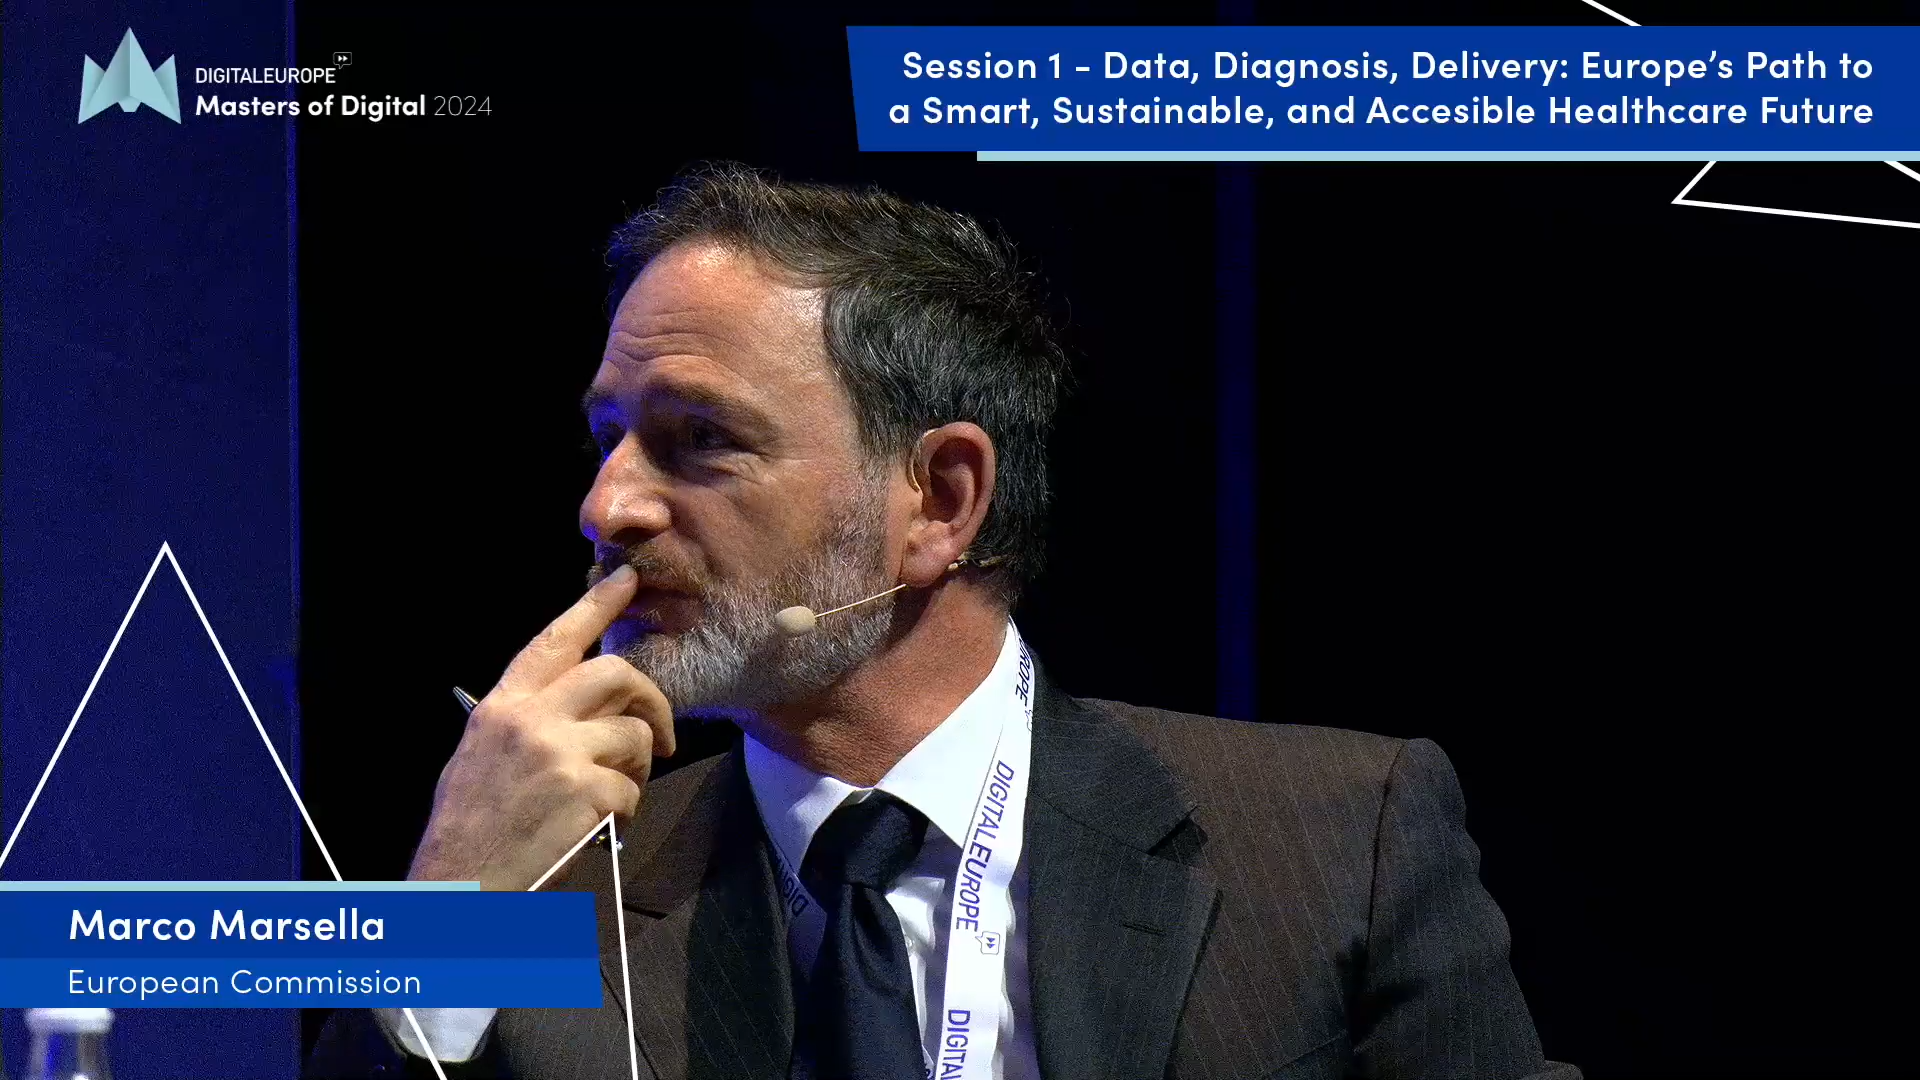 DIGITALEUROPE
Masters of Digital 2024
Session 1 - Data, Diagnosis, Delivery: Europe’s Path to
a Smart, Sustainable, and Accesible Healthcare Future
DIGITALEUROPE
DIGITAL
Marco Marsella
European Commission